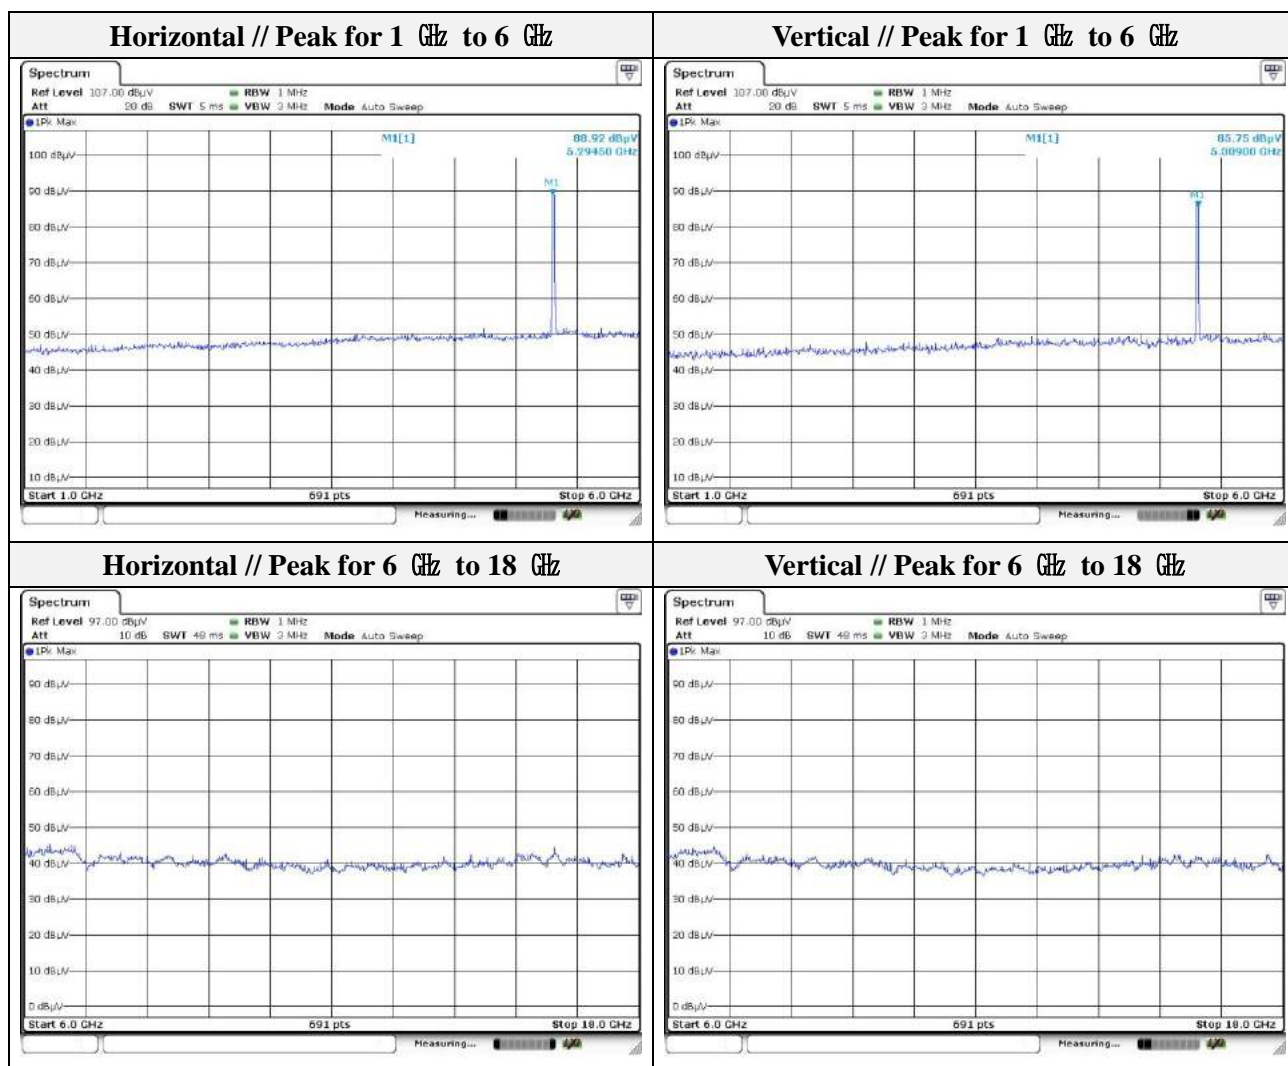 Horizontal // Peak for 1 ㎓ to 6 ㎓
Spectrum
Ref Level 107.00 dBµV RBW 1 MHz
Att 20 dB SWT 5 ms VBW 3 MHz Mode Auto Sweep
1Pk Max
M1[1] 88.92 dBµV
5.29450 GHz
M1
100 dBµV
90 dBµV
80 dBµV
70 dBµV
60 dBµV
50 dBµV
40 dBµV
30 dBµV
20 dBµV
10 dBµV
Start 1.0 GHz 691 pts Stop 6.0 GHz
Measuring...
Vertical // Peak for 1 ㎓ to 6 ㎓
Spectrum
Ref Level 107.00 dBµV RBW 1 MHz
Att 20 dB SWT 5 ms VBW 3 MHz Mode Auto Sweep
1Pk Max
M1[1] 85.75 dBµV
5.30900 GHz
M1
100 dBµV
90 dBµV
80 dBµV
70 dBµV
60 dBµV
50 dBµV
40 dBµV
30 dBµV
20 dBµV
10 dBµV
Start 1.0 GHz 691 pts Stop 6.0 GHz
Measuring...
Horizontal // Peak for 6 ㎓ to 18 ㎓
Spectrum
Ref Level 97.00 dBµV RBW 1 MHz
Att 10 dB SWT 48 ms VBW 3 MHz Mode Auto Sweep
1Pk Max
90 dBµV
80 dBµV
70 dBµV
60 dBµV
50 dBµV
40 dBµV
30 dBµV
20 dBµV
10 dBµV
0 dBµV
Start 6.0 GHz 691 pts Stop 18.0 GHz
Measuring...
Vertical // Peak for 6 ㎓ to 18 ㎓
Spectrum
Ref Level 97.00 dBµV RBW 1 MHz
Att 10 dB SWT 48 ms VBW 3 MHz Mode Auto Sweep
1Pk Max
90 dBµV
80 dBµV
70 dBµV
60 dBµV
50 dBµV
40 dBµV
30 dBµV
20 dBµV
10 dBµV
0 dBµV
Start 6.0 GHz 691 pts Stop 18.0 GHz
Measuring...